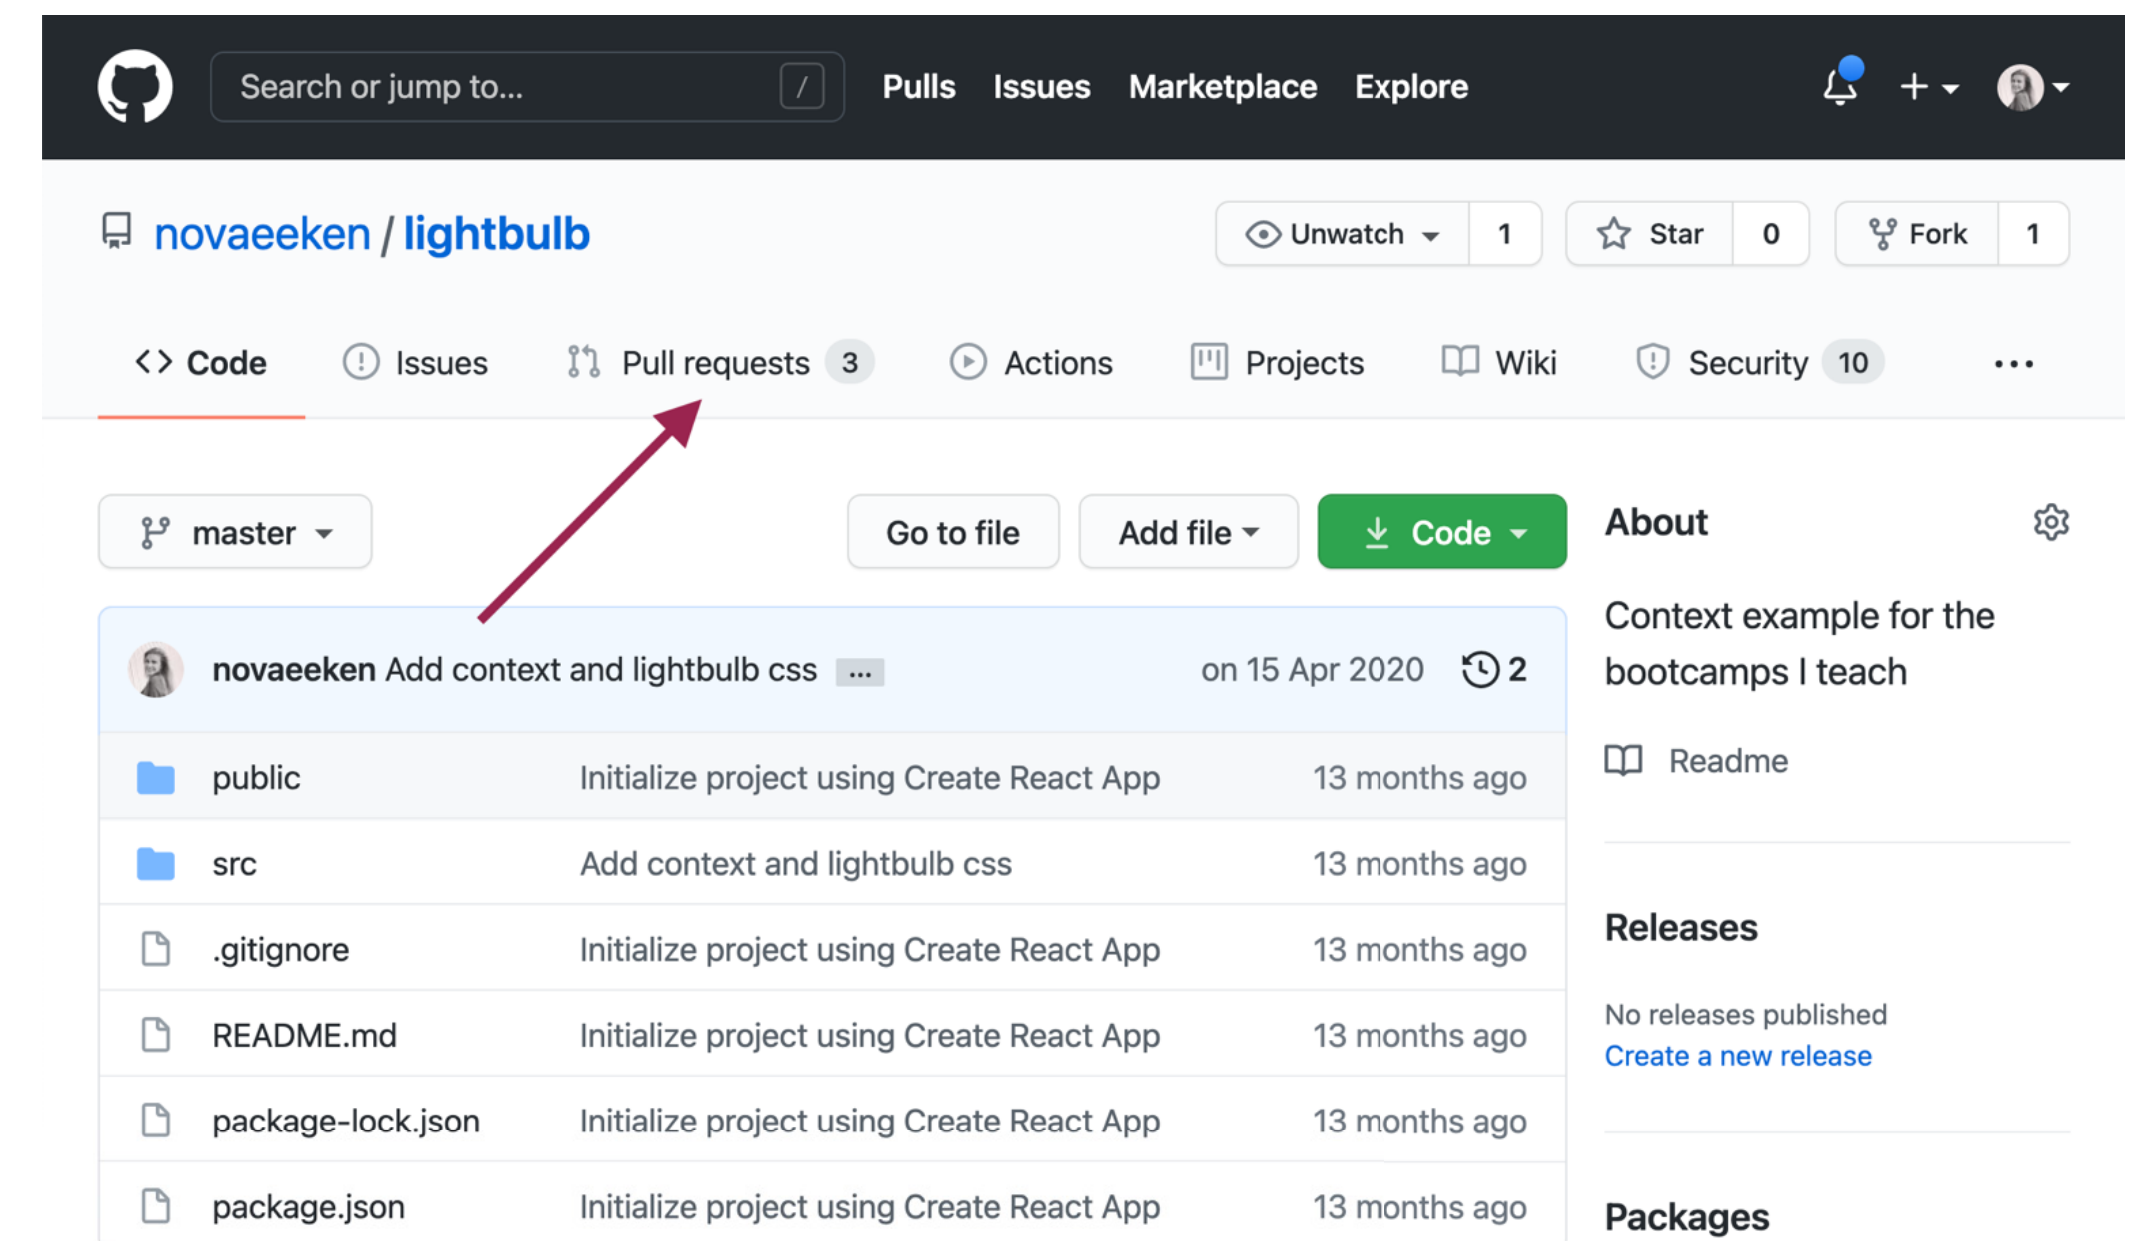 Search or jump to... / Pulls Issues Marketplace Explore
novaeeken / lightbulb Unwatch 1 Star 0 Fork 1
Code Issues Pull requests 3 Actions Projects Wiki Security 10 ...
master Go to file Add file Code
About
Context example for the
bootcamps I teach
Readme
novaeeken Add context and lightbulb css ... on 15 Apr 2020 2
public Initialize project using Create React App 13 months ago
src Add context and lightbulb css 13 months ago
.gitignore Initialize project using Create React App 13 months ago
README.md Initialize project using Create React App 13 months ago
package-lock.json Initialize project using Create React App 13 months ago
package.json Initialize project using Create React App 13 months ago
Releases
No releases published
Create a new release
Packages